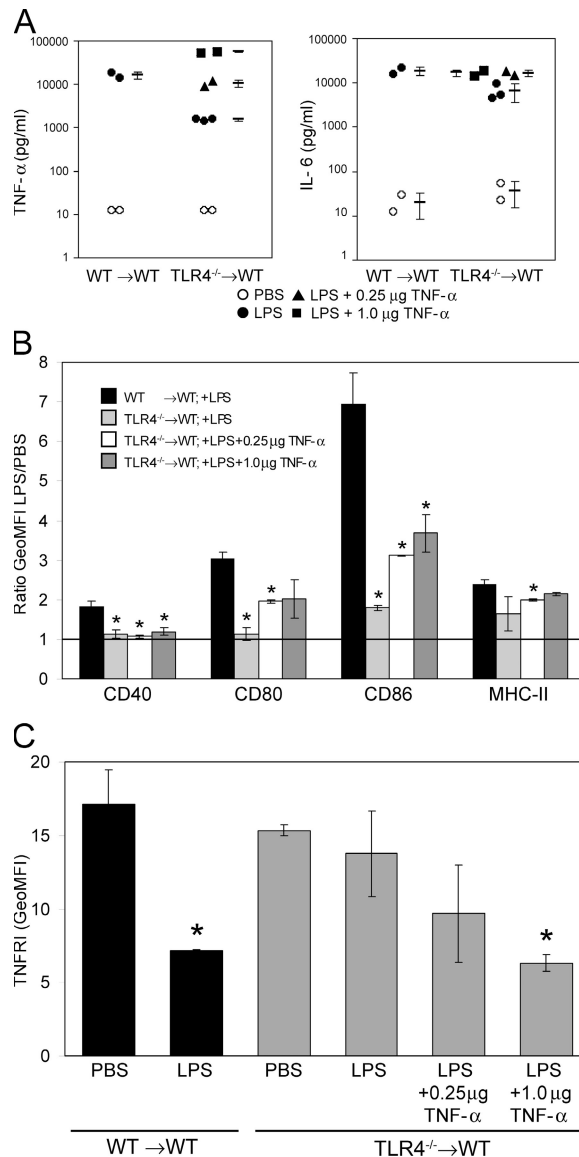 A
TNF-α (pg/ml)
100000
10000
1000
100
10
1
WT →WT
TLR4-/-→WT
IL- 6 (pg/ml)
100000
10000
1000
100
10
1
WT →WT
TLR4-/-→WT
PBS
LPS + 0.25 µg TNF-α
LPS
LPS + 1.0 µg TNF-α
B
Ratio GeoMFI LPS/PBS
8
7
6
5
4
3
2
1
0
WT →WT; +LPS
TLR4-/-→WT; +LPS
TLR4-/-→WT; +LPS+0.25µg TNF-α
TLR4-/-→WT; +LPS+1.0µg TNF-α
* * *
* *
* * *
*
CD40
CD80
CD86
MHC-II
C
TNFRI (GeoMFI)
20
15
10
5
0
*
*
PBS
LPS
PBS
LPS
LPS
+0.25µg
TNF-α
LPS
+1.0µg
TNF-α
WT →WT
TLR4-/-→WT